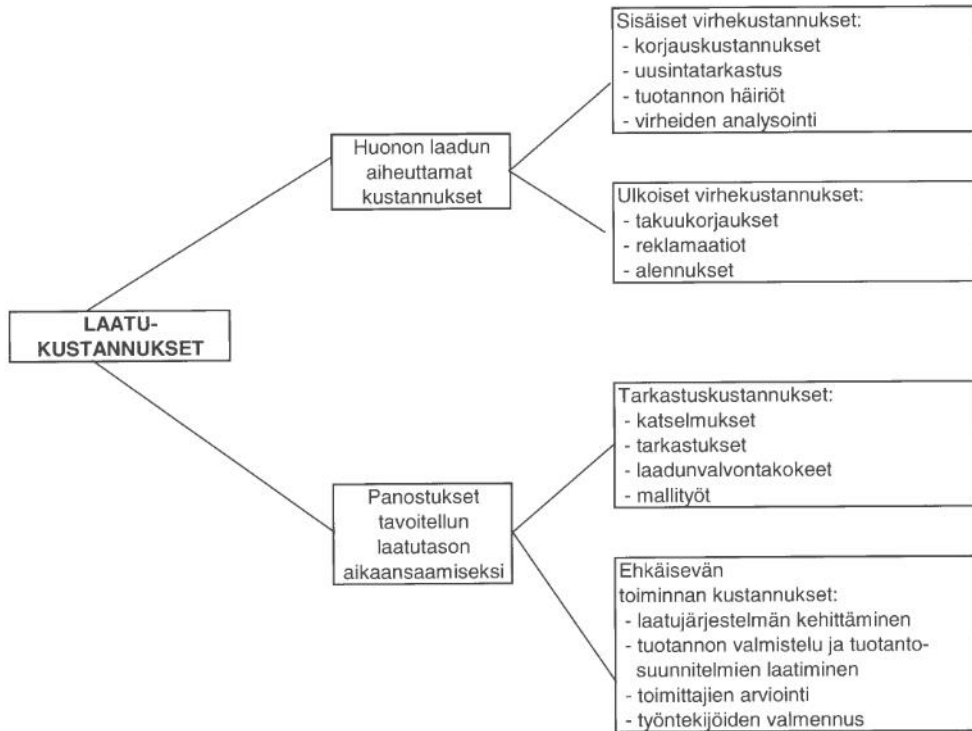 LAATU-
KUSTANNUKSET
Huonon laadun
aiheuttamat
kustannukset
Sisäiset virhekustannukset:
- korjauskustannukset
- uusintatarkastus
- tuotannon häiriöt
- virheiden analysointi
Ulkoiset virhekustannukset:
- takuukorjaukset
- reklamaatiot
- alennukset
Panostukset
tavoitellun
laatutason
aikaansaamiseksi
Tarkastuskustannukset:
- katselmukset
- tarkastukset
- laadunvalvontakokeet
- mallityöt
Ehkäisevän
toiminnan kustannukset:
- laatujärjestelmän kehittäminen
- tuotannon valmistelu ja tuotanto-
suunnitelmien laatiminen
- toimittajien arviointi
- työntekijöiden valmennus